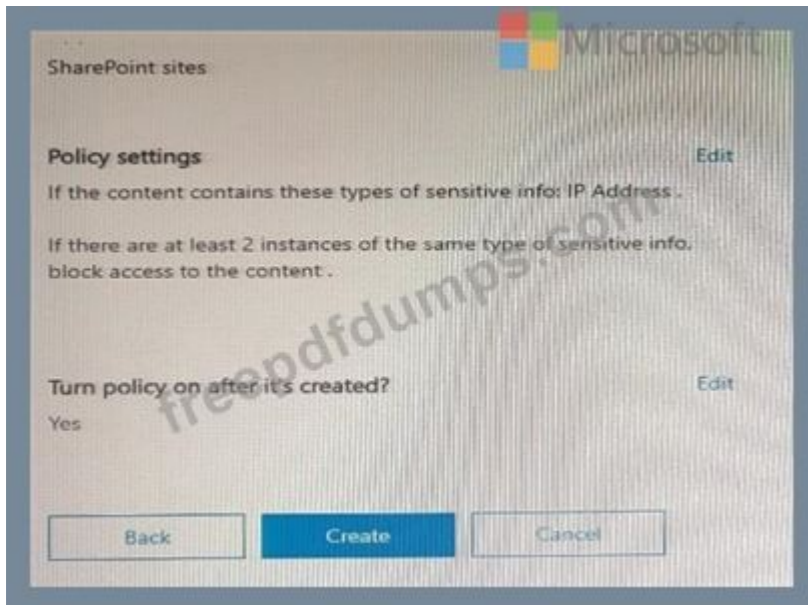 Microsoft
SharePoint sites
Policy settings
Edit
If the content contains these types of sensitive info: IP Address .
If there are at least 2 instances of the same type of sensitive info,
block access to the content .
freepdfdumps.com
Turn policy on after it's created?
Edit
Yes
Back
Create
Cancel